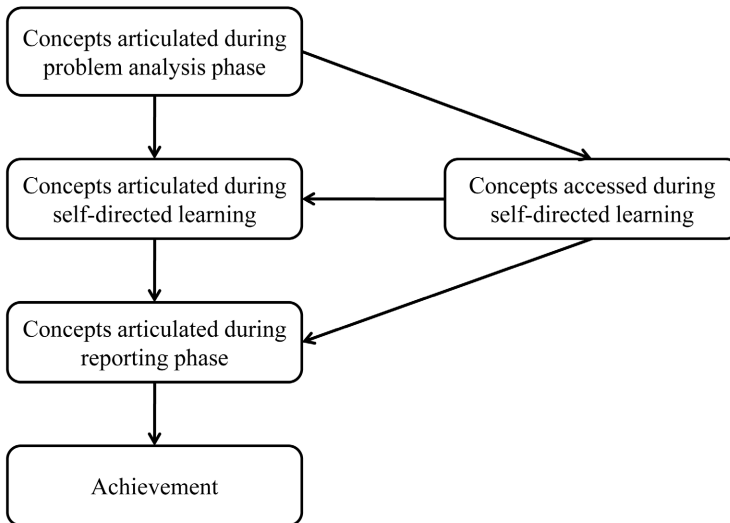 Concepts articulated during
problem analysis phase
Concepts articulated during
self-directed learning
Concepts accessed during
self-directed learning
Concepts articulated during
reporting phase
Achievement